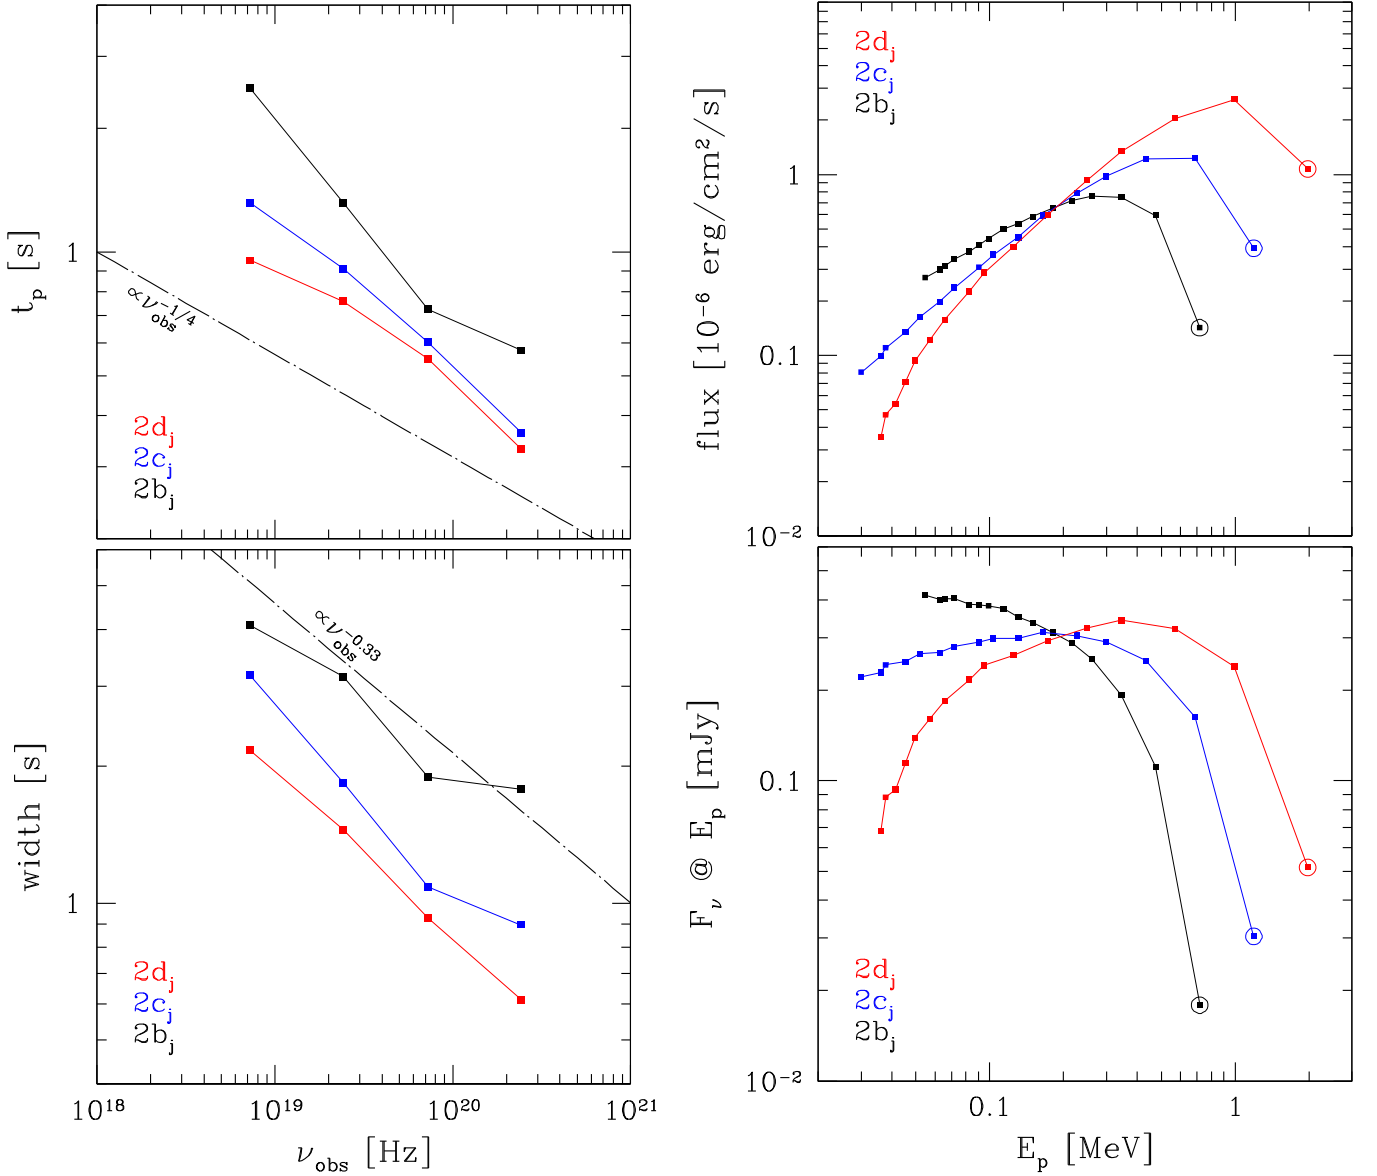 t_p [s]
1
∝ν_obs^−1/4
2d_j
2c_j
2b_j
width [s]
1
∝ν_obs^−0.33
2d_j
2c_j
2b_j
10^18 10^19 10^20 10^21
ν_obs [Hz]
flux [10^−6 erg/cm^2/s]
2d_j
2c_j
2b_j
1
0.1
10^−2
F_ν @ E_p [mJy]
0.1
2d_j
2c_j
2b_j
10^−2
0.1 1
E_p [MeV]